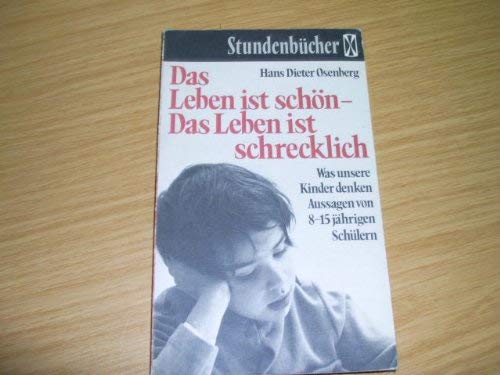 Stundenbücher
Hans Dieter Osenberg
Das
Leben ist schön–
Das Leben ist
schrecklich
Was unsere
Kinder denken
Aussagen von
8–15 jährigen
Schülern